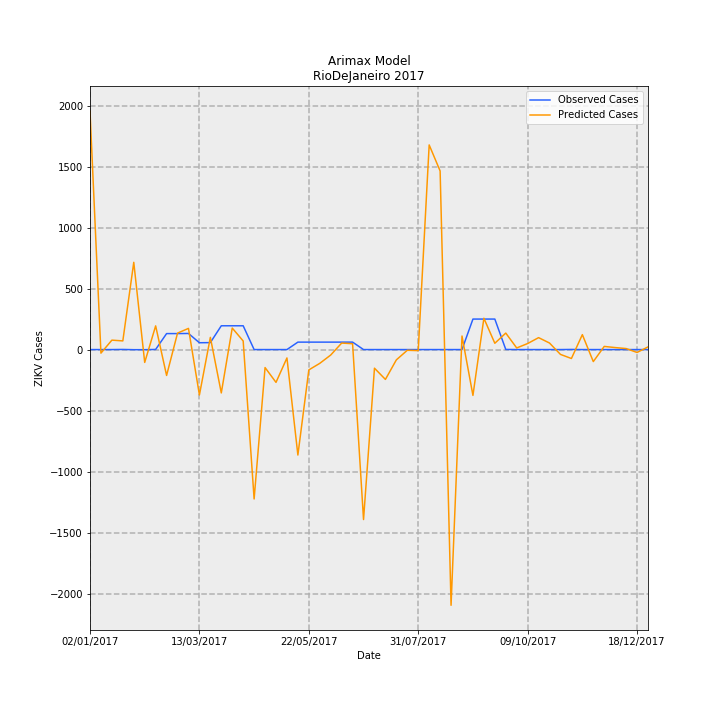 Arimax Model
RioDeJaneiro 2017
Observed Cases
Predicted Cases
2000
1500
1000
500
0
−500
−1000
−1500
−2000
ZIKV Cases
02/01/2017
13/03/2017
22/05/2017
31/07/2017
09/10/2017
18/12/2017
Date